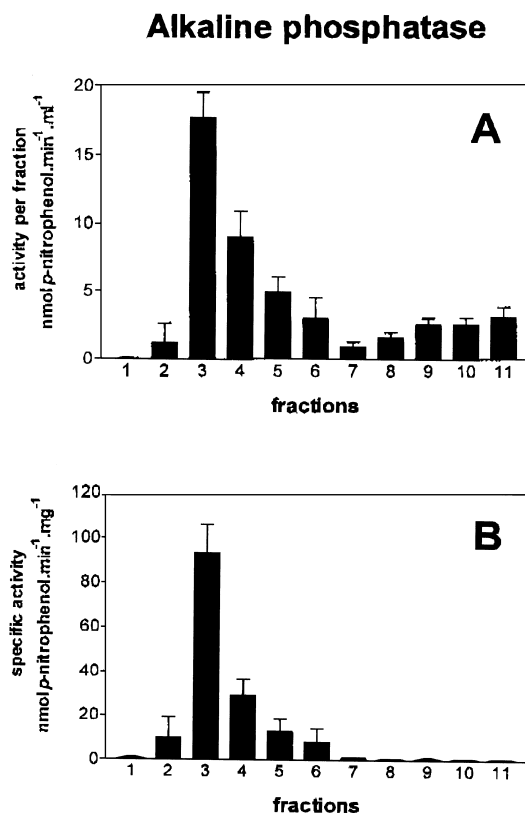 Alkaline phosphatase
A
activity per fraction
nmol p-nitrophenol.min⁻¹.ml⁻¹
20
15
10
5
0
1 2 3 4 5 6 7 8 9 10 11
fractions
B
specific activity
nmol p-nitrophenol.min⁻¹.mg⁻¹
120
100
80
60
40
20
0
1 2 3 4 5 6 7 8 9 10 11
fractions